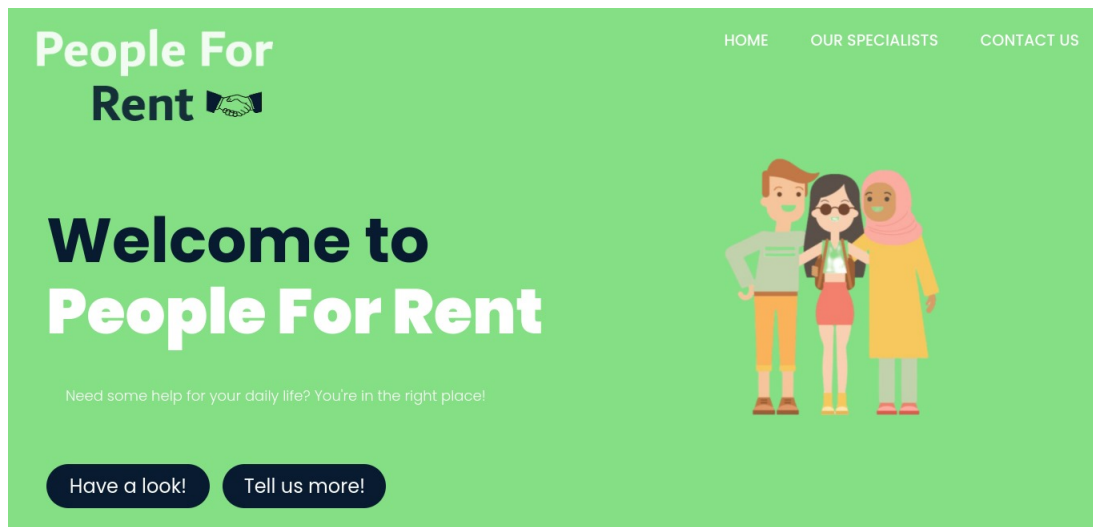 People For
Rent
HOME OUR SPECIALISTS CONTACT US
Welcome to
People For Rent
Need some help for your daily life? You're in the right place!
Have a look! Tell us more!